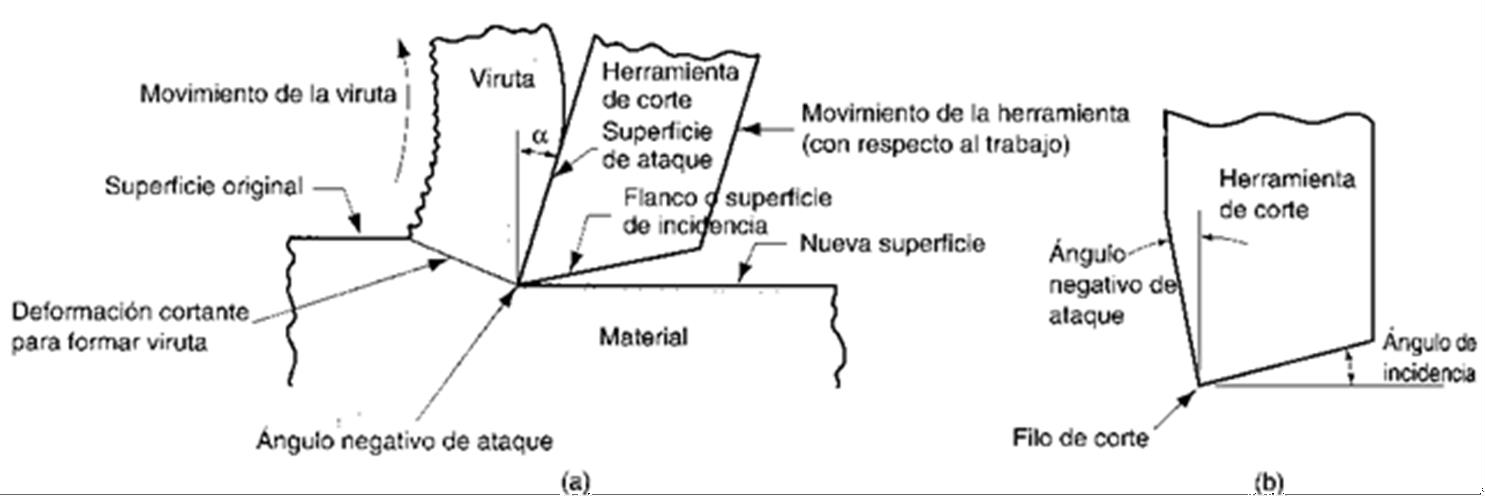 Movimiento de la viruta
Viruta
Herramienta
de corte
Superficie
de ataque
α
Movimiento de la herramienta
(con respecto al trabajo)
Superficie original
Flanco o superficie
de incidencia
Nueva superficie
Deformación cortante
para formar viruta
Material
Ángulo negativo de ataque
(a)
Herramienta
de corte
Ángulo
negativo de
ataque
Ángulo de
incidencia
Filo de corte
(b)